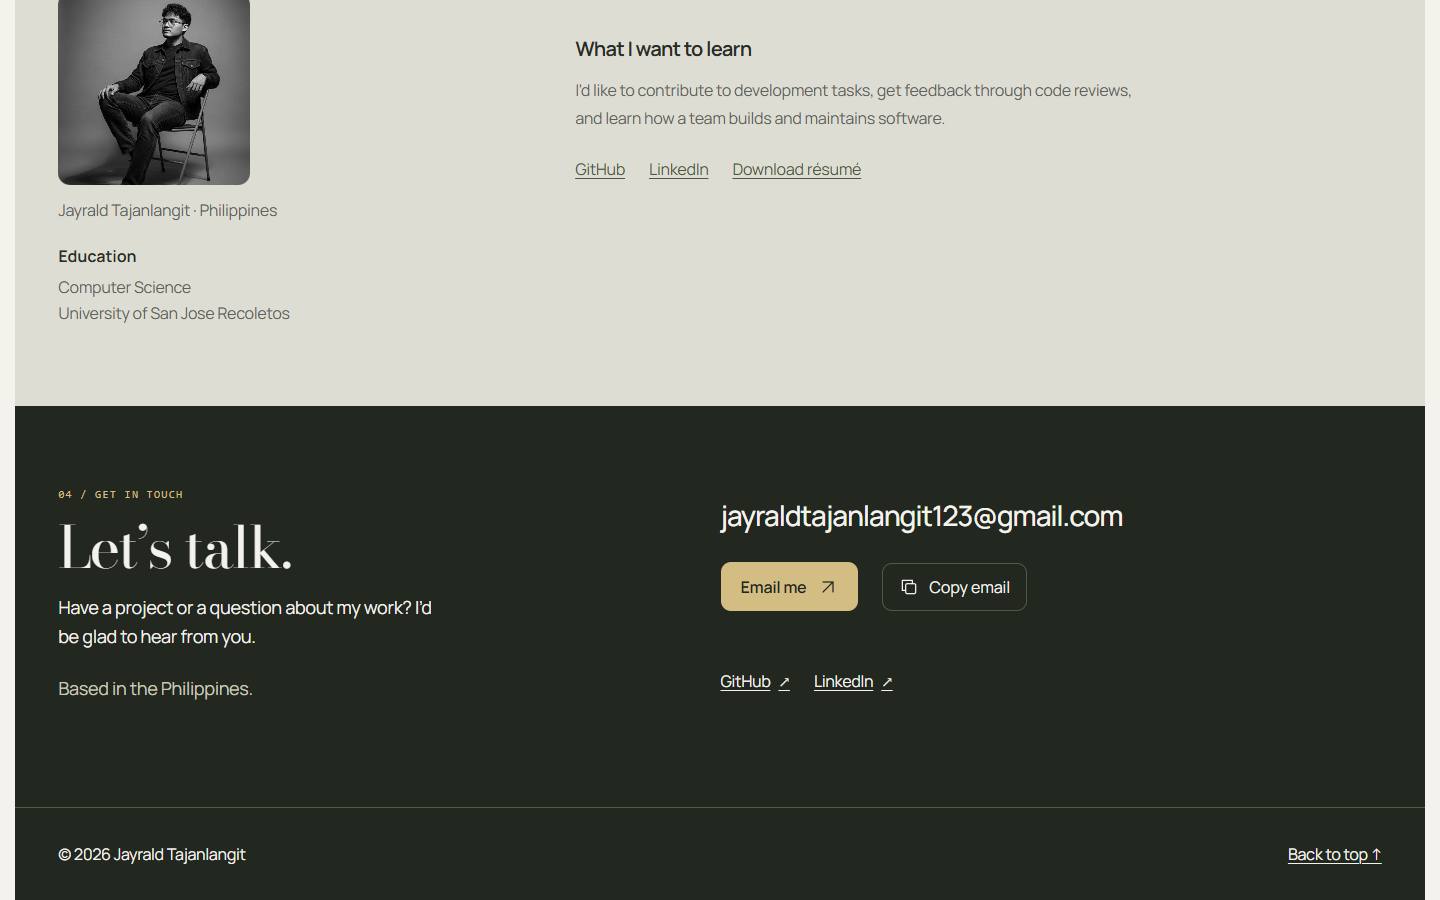 What I want to learn
I'd like to contribute to development tasks, get feedback through code reviews,
and learn how a team builds and maintains software.
GitHub LinkedIn Download résumé
Jayrald Tajanlangit · Philippines
Education
Computer Science
University of San Jose Recoletos
04 / GET IN TOUCH
Let’s talk.
Have a project or a question about my work? I’d
be glad to hear from you.
Based in the Philippines.
jayraldtajanlangit123@gmail.com
Email me ↗ Copy email
GitHub ↗ LinkedIn ↗
© 2026 Jayrald Tajanlangit
Back to top ↑